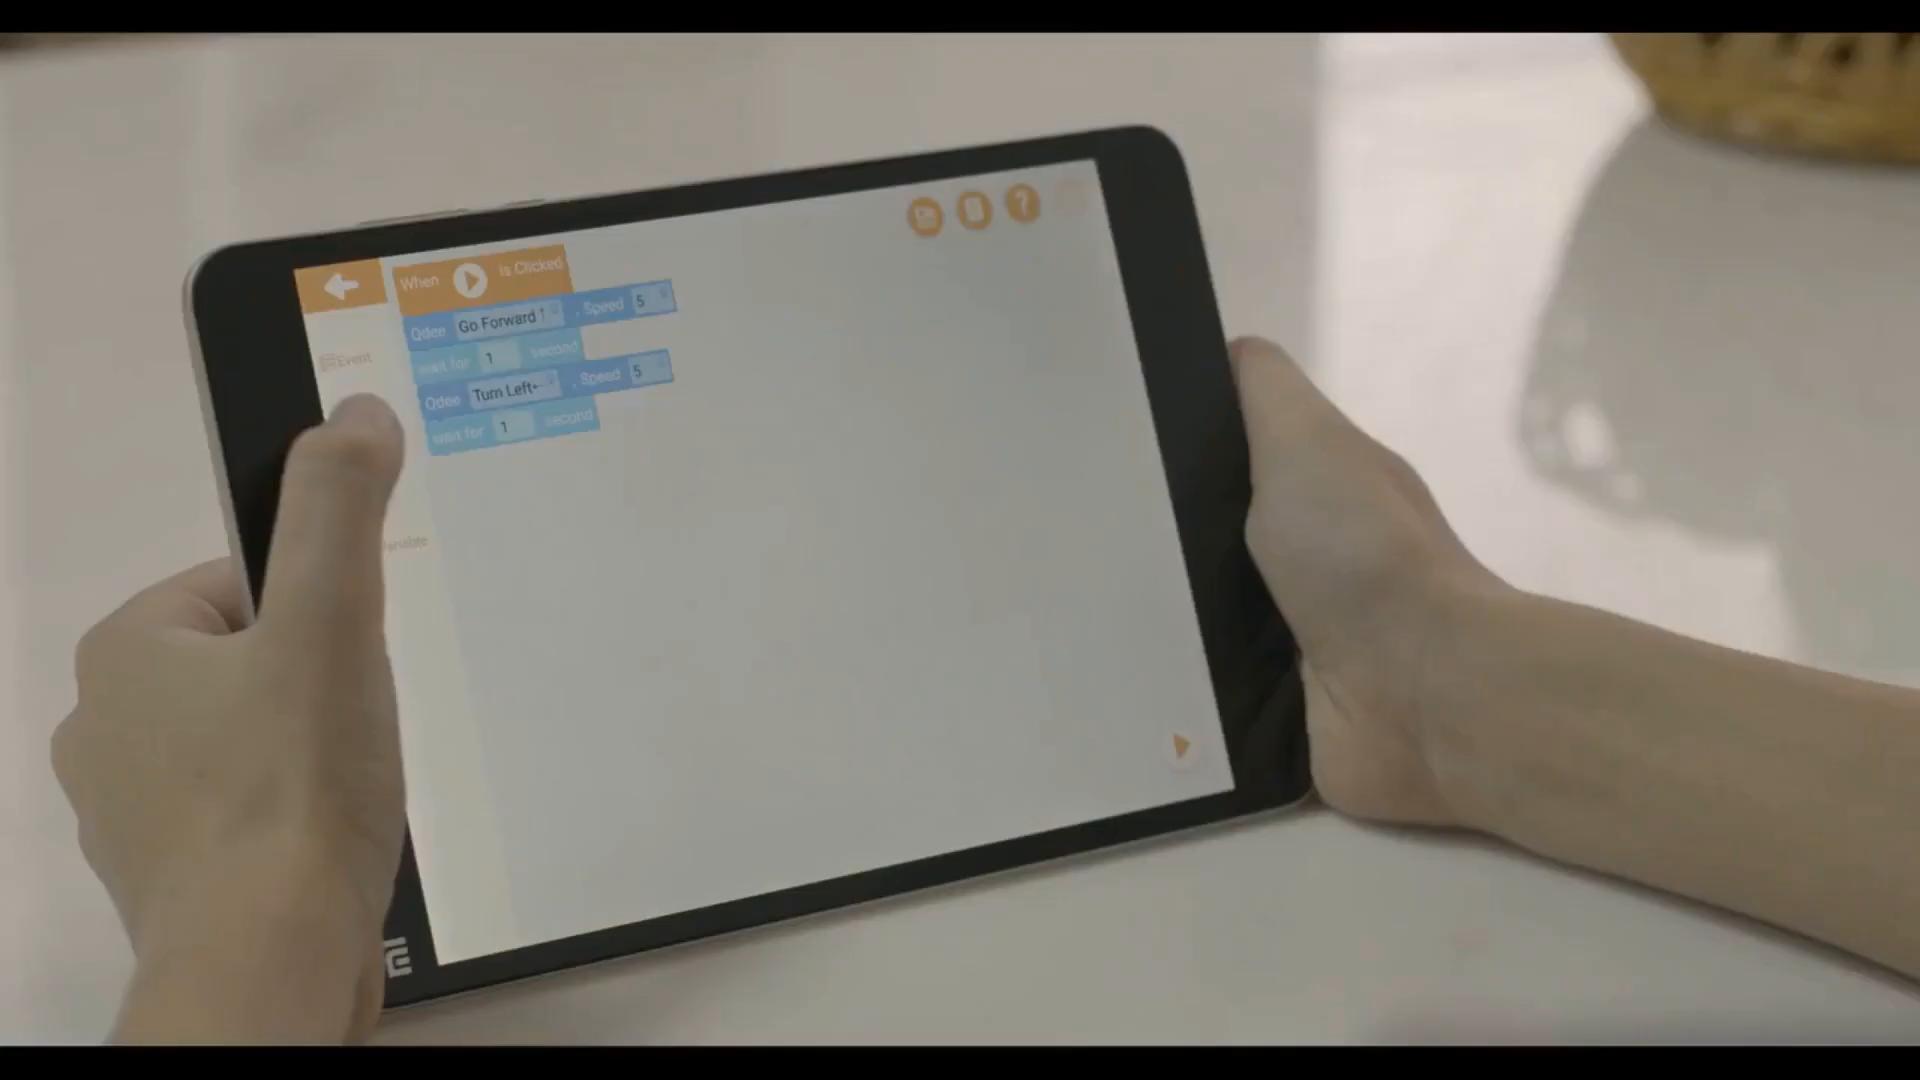 When is Clicked
Qdee Go Forward↑ , Speed 5
wait for 1 second
Qdee Turn Left← , Speed 5
wait for 1 second
Event
?
mi